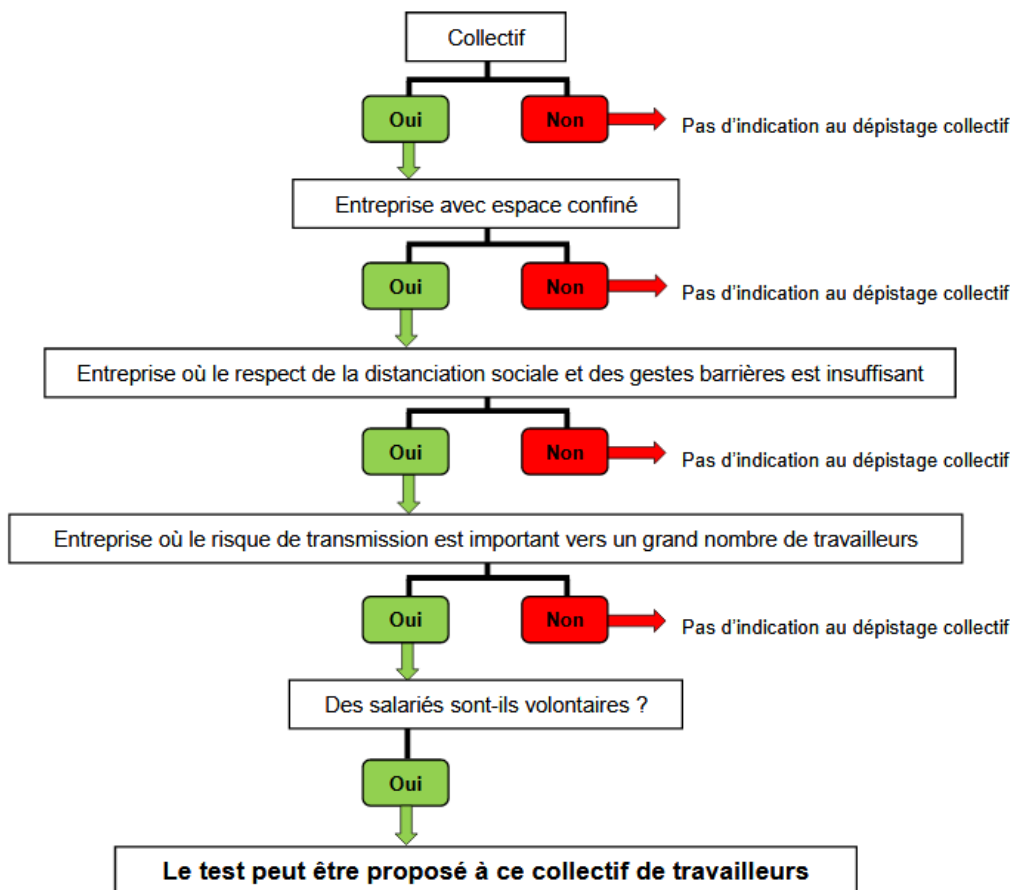 Collectif
Oui
Non
Pas d'indication au dépistage collectif
Entreprise avec espace confiné
Oui
Non
Pas d'indication au dépistage collectif
Entreprise où le respect de la distanciation sociale et des gestes barrières est insuffisant
Oui
Non
Pas d'indication au dépistage collectif
Entreprise où le risque de transmission est important vers un grand nombre de travailleurs
Oui
Non
Pas d'indication au dépistage collectif
Des salariés sont-ils volontaires ?
Oui
Le test peut être proposé à ce collectif de travailleurs